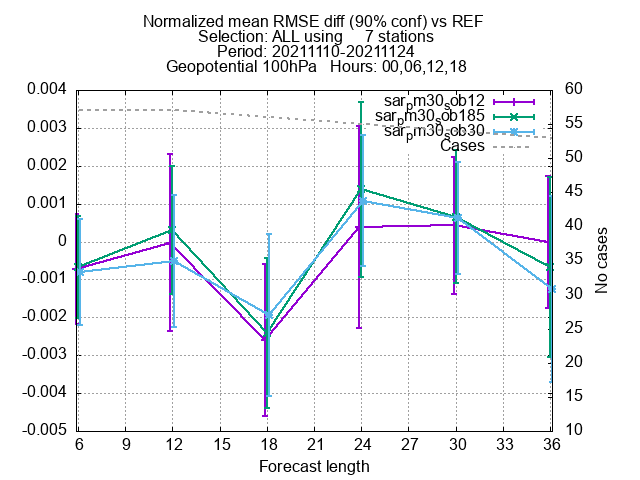 Normalized mean RMSE diff (90% conf) vs REF
Selection: ALL using     7 stations
Period: 20211110-20211124
Geopotential 100hPa   Hours: 00,06,12,18
0.004
0.003
0.002
0.001
0
-0.001
-0.002
-0.003
-0.004
-0.005
60
55
50
45
40
35
30
25
20
15
10
No cases
sar_pm30_sob12
sar_pm30_sob185
sar_pm30_sob30
Cases
6 9 12 15 18 21 24 27 30 33 36
Forecast length